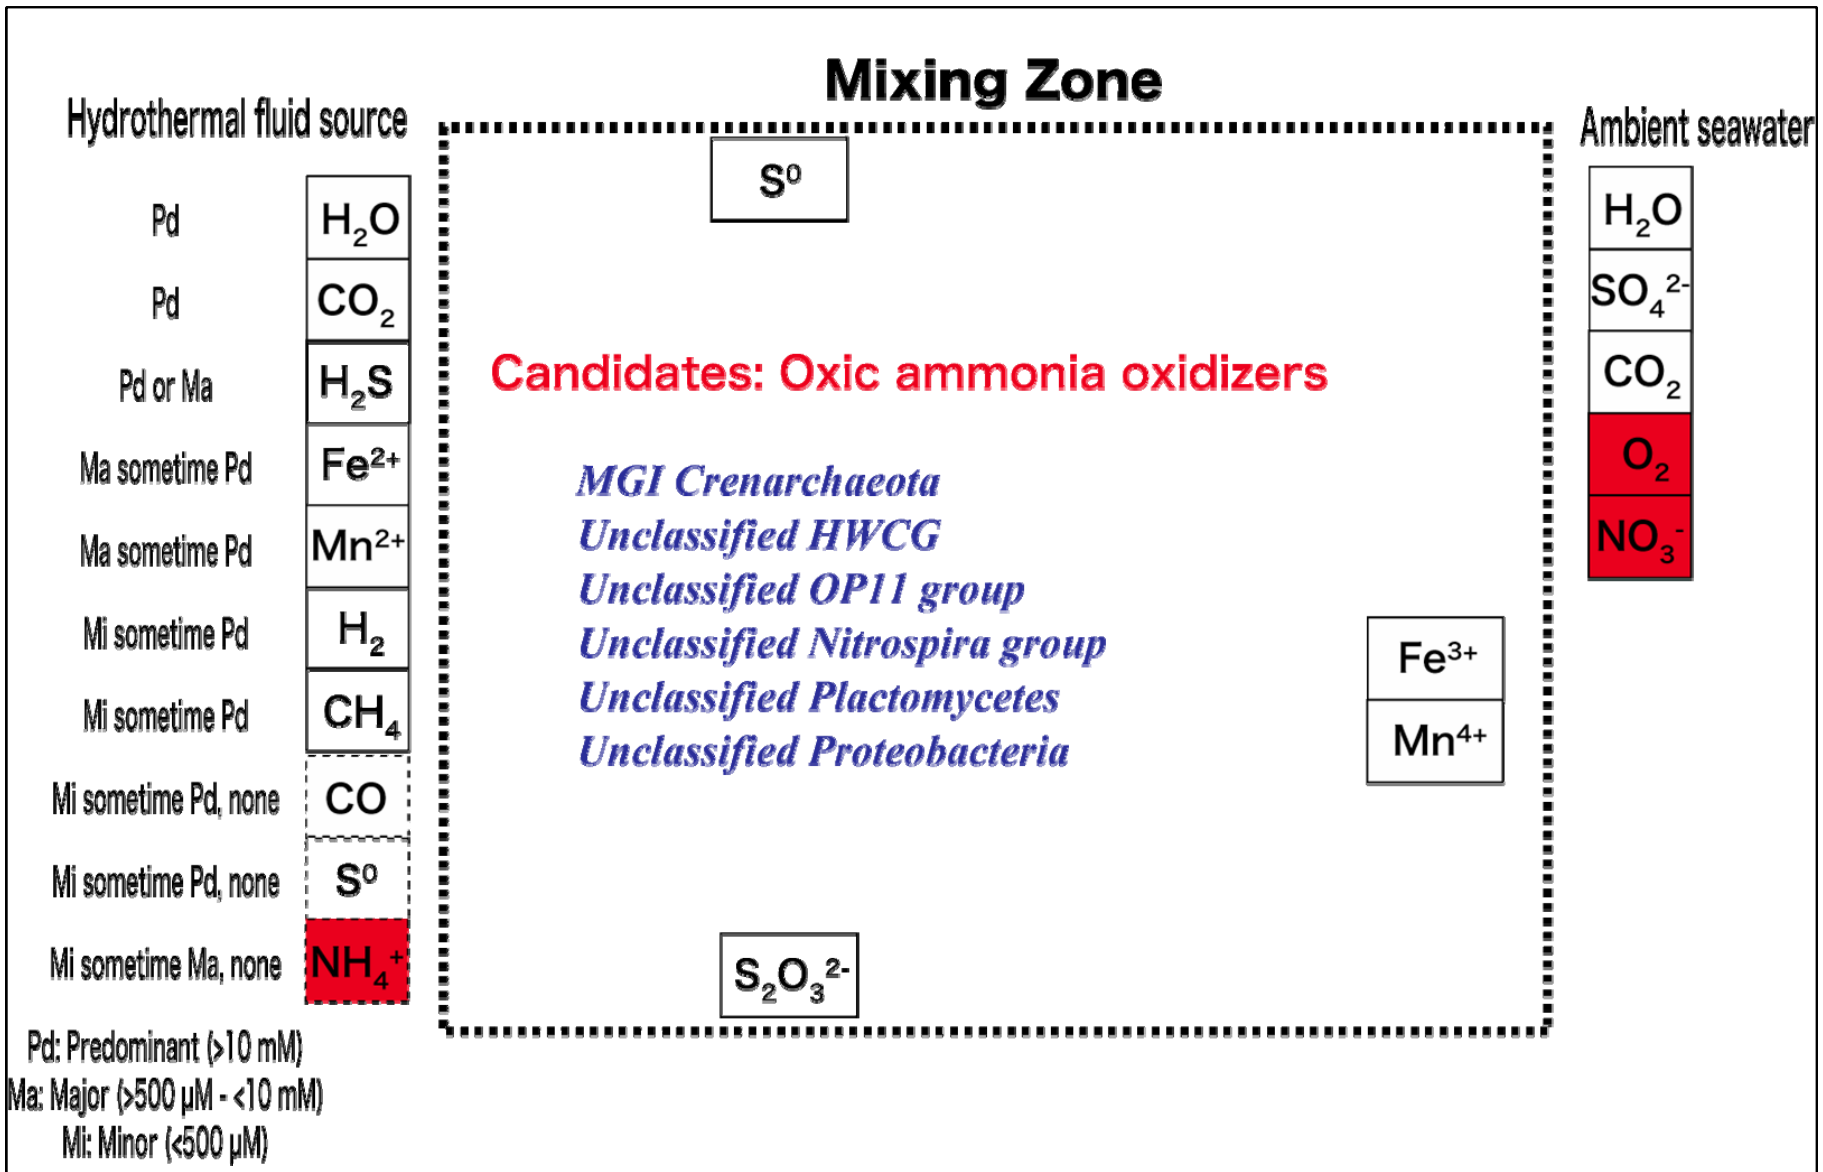 Mixing Zone
Hydrothermal fluid source
Pd H₂O
Pd CO₂
Pd or Ma H₂S
Ma sometime Pd Fe²⁺
Ma sometime Pd Mn²⁺
Mi sometime Pd H₂
Mi sometime Pd CH₄
Mi sometime Pd, none CO
Mi sometime Pd, none S⁰
Mi sometime Ma, none NH₄⁺
Pd: Predominant (>10 mM)
Ma: Major (>500 µM - <10 mM)
Mi: Minor (<500 µM)
S⁰
Candidates: Oxic ammonia oxidizers
MGI Crenarchaeota
Unclassified HWCG
Unclassified OP11 group
Unclassified Nitrospira group
Unclassified Plactomycetes
Unclassified Proteobacteria
Fe³⁺
Mn⁴⁺
S₂O₃²⁻
Ambient seawater
H₂O
SO₄²⁻
CO₂
O₂
NO₃⁻